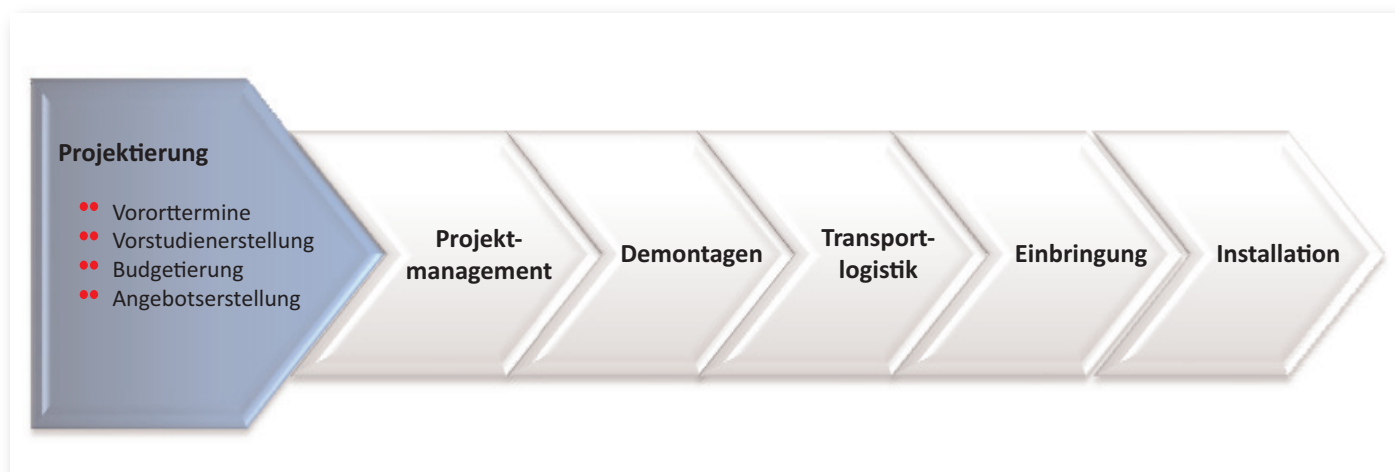 Projektierung
Vororttermine
Vorstudienerstellung
Budgetierung
Angebotserstellung
Projekt-
management
Demontagen
Transport-
logistik
Einbringung
Installation